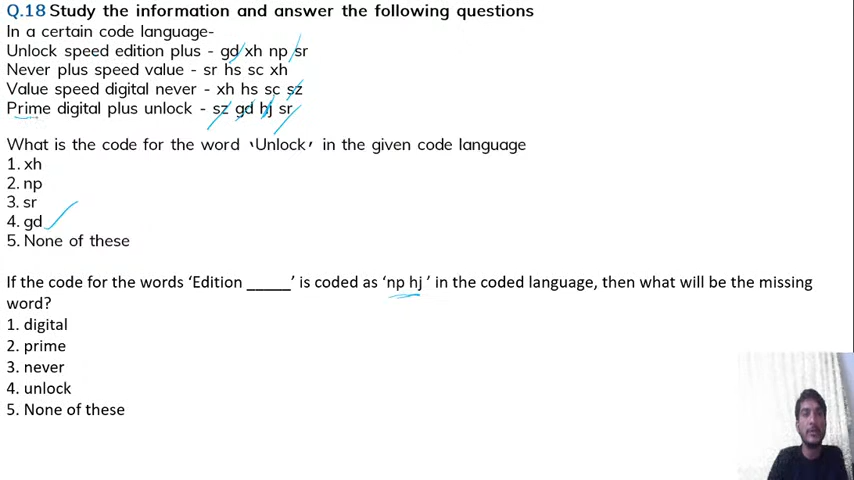 Q.18 Study the information and answer the following questions
In a certain code language-
Unlock speed edition plus - gd xh np sr
Never plus speed value - sr hs sc xh
Value speed digital never - xh hs sc sz
Prime digital plus unlock - sz gd hj sr
What is the code for the word ‘Unlock’ in the given code language
1. xh
2. np
3. sr
4. gd
5. None of these
If the code for the words ‘Edition _____’ is coded as ‘np hj ’ in the coded language, then what will be the missing
word?
1. digital
2. prime
3. never
4. unlock
5. None of these